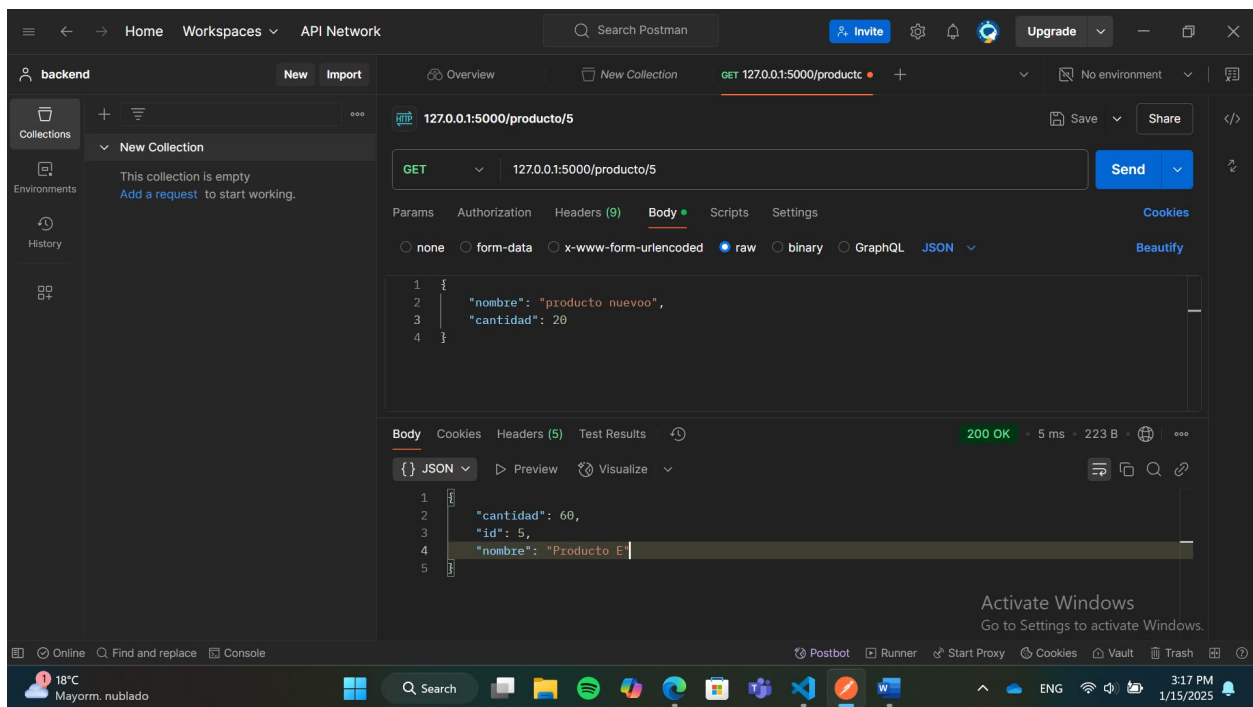 Home Workspaces API Network Search Postman Invite Upgrade
backend New Import Overview New Collection GET 127.0.0.1:5000/productc No environment
Collections
Environments
History
New Collection
This collection is empty
Add a request to start working.
HTTP 127.0.0.1:5000/producto/5 Save Share
GET 127.0.0.1:5000/producto/5 Send
Params Authorization Headers (9) Body Scripts Settings Cookies
none form-data x-www-form-urlencoded raw binary GraphQL JSON Beautify
1 {
2 "nombre": "producto nuevoo",
3 "cantidad": 20
4 }
Body Cookies Headers (5) Test Results 200 OK 5 ms 223 B
{} JSON Preview Visualize
1 {
2 "cantidad": 60,
3 "id": 5,
4 "nombre": "Producto E"
5 }
Activate Windows
Go to Settings to activate Windows.
Online Find and replace Console Postbot Runner Start Proxy Cookies Vault Trash
1 18°C
Mayorm. nublado
Search
ENG
3:17 PM
1/15/2025